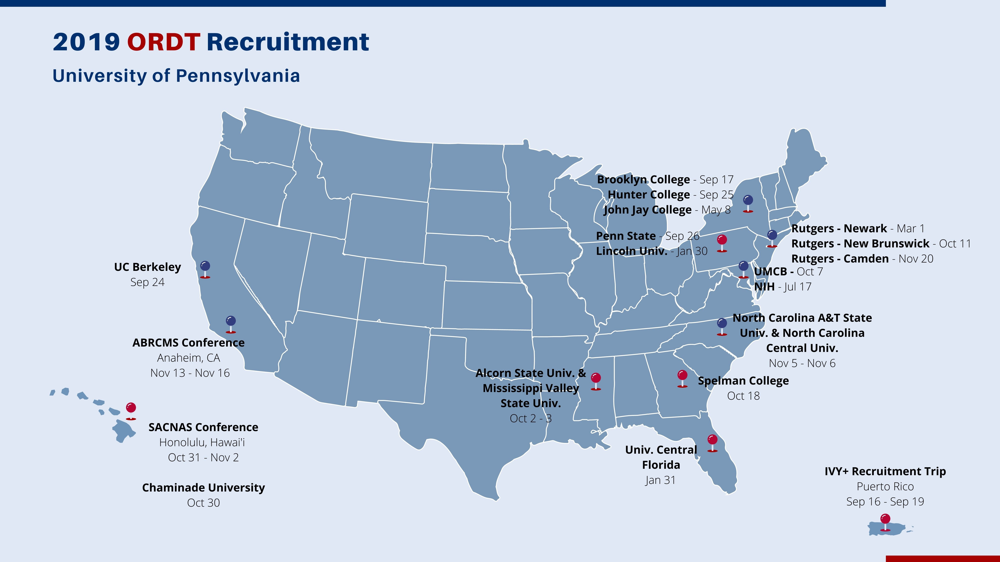 2019 ORDT Recruitment
University of Pennsylvania
Brooklyn College - Sep 17
Hunter College - Sep 25
John Jay College - May 8
Penn State - Sep 26
Lincoln Univ. - Jan 30
Rutgers - Newark - Mar 1
Rutgers - New Brunswick - Oct 11
Rutgers - Camden - Nov 20
UMCB - Oct 7
NIH - Jul 17
UC Berkeley
Sep 24
North Carolina A&T State
Univ. & North Carolina
Central Univ.
Nov 5 - Nov 6
ABRCMS Conference
Anaheim, CA
Nov 13 - Nov 16
Alcorn State Univ. &
Mississippi Valley
State Univ.
Oct 2 - 3
Spelman College
Oct 18
SACNAS Conference
Honolulu, Hawai'i
Oct 31 - Nov 2
Chaminade University
Oct 30
Univ. Central
Florida
Jan 31
IVY+ Recruitment Trip
Puerto Rico
Sep 16 - Sep 19